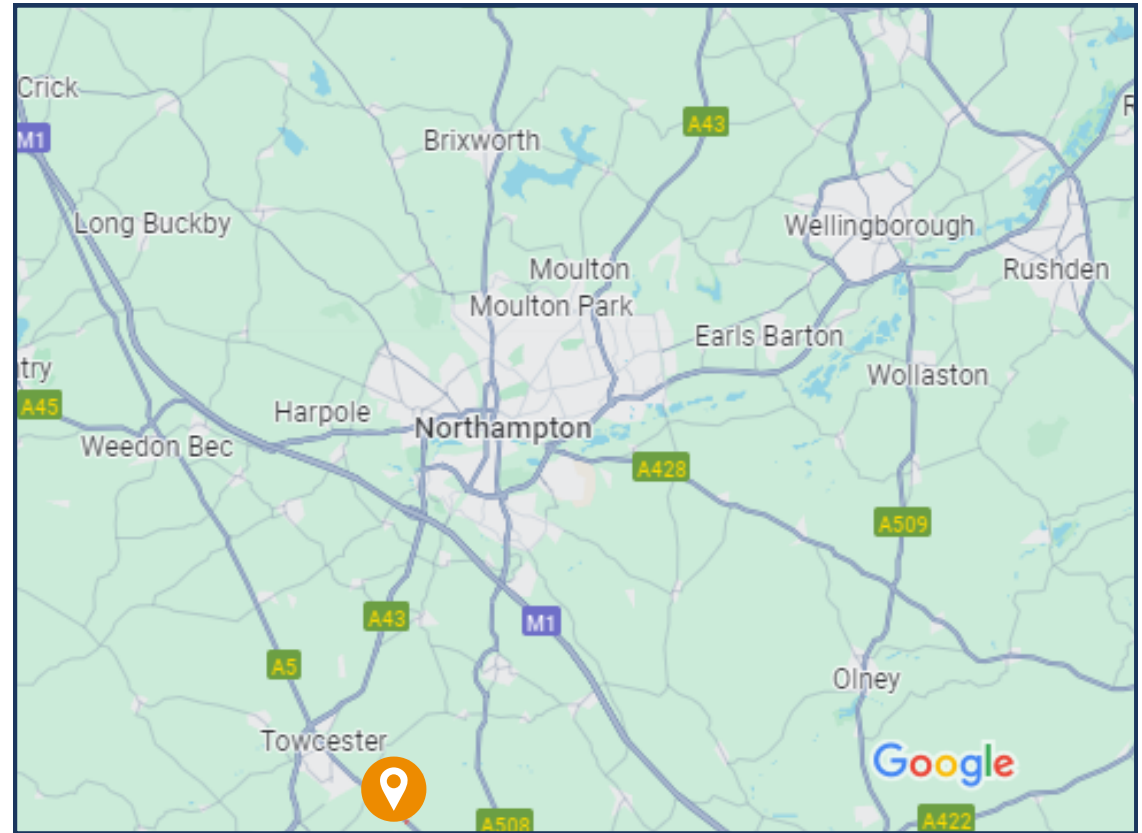 Crick
M1
Brixworth
A43
R
Long Buckby
Wellingborough
Moulton
Rushden
Moulton Park
Earls Barton
try
Wollaston
A45
Harpole
Northampton
Weedon Bec
A428
A509
A43
M1
A5
Olney
Towcester
Google
A508
A422